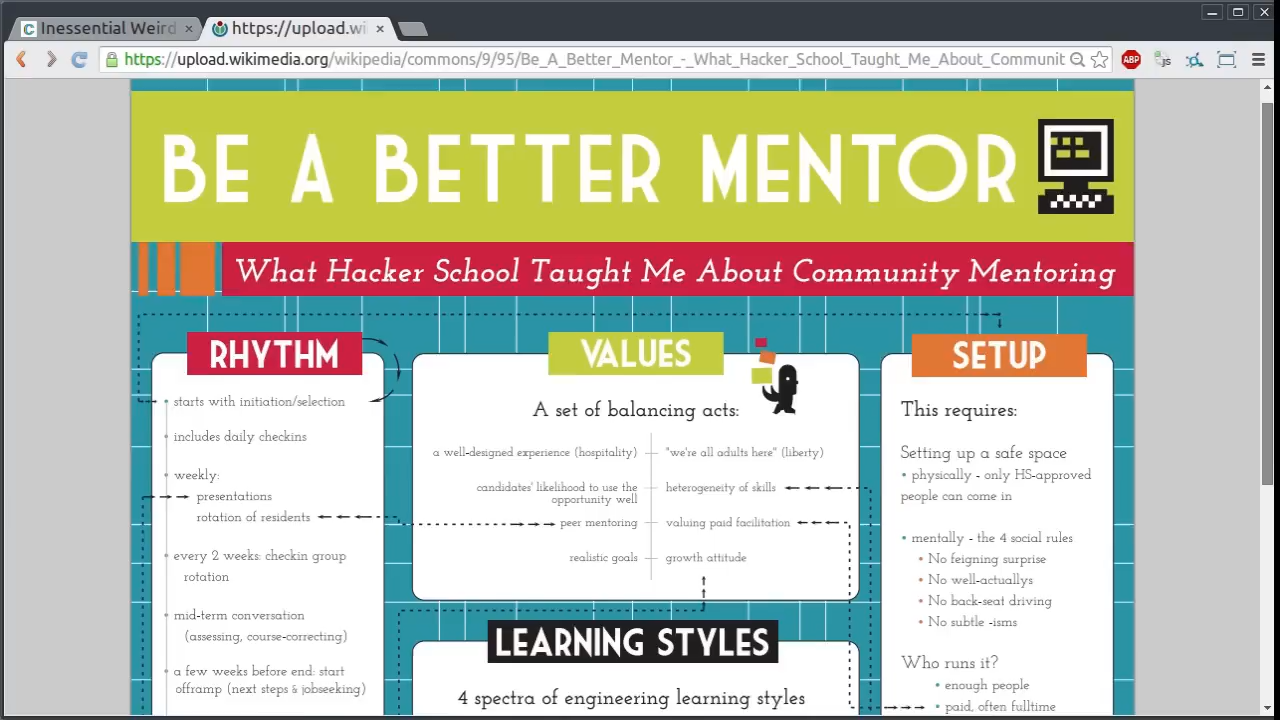 Inessential Weird
https://upload.wi
https://upload.wikimedia.org/wikipedia/commons/9/95/Be_A_Better_Mentor_-_What_Hacker_School_Taught_Me_About_Communit
ABP
js
BE A BETTER MENTOR
What Hacker School Taught Me About Community Mentoring
RHYTHM
starts with initiation/selection
includes daily checkins
weekly:
presentations
rotation of residents
every 2 weeks: checkin group
rotation
mid-term conversation
(assessing, course-correcting)
a few weeks before end: start
offramp (next steps & jobseeking)
VALUES
A set of balancing acts:
a well-designed experience (hospitality)
"we're all adults here" (liberty)
candidates' likelihood to use the
opportunity well
heterogeneity of skills
peer mentoring
valuing paid facilitation
realistic goals
growth attitude
LEARNING STYLES
4 spectra of engineering learning styles
SETUP
This requires:
Setting up a safe space
• physically - only HS-approved
people can come in
• mentally - the 4 social rules
• No feigning surprise
• No well-actuallys
• No back-seat driving
• No subtle -isms
Who runs it?
• enough people
• paid, often fulltime